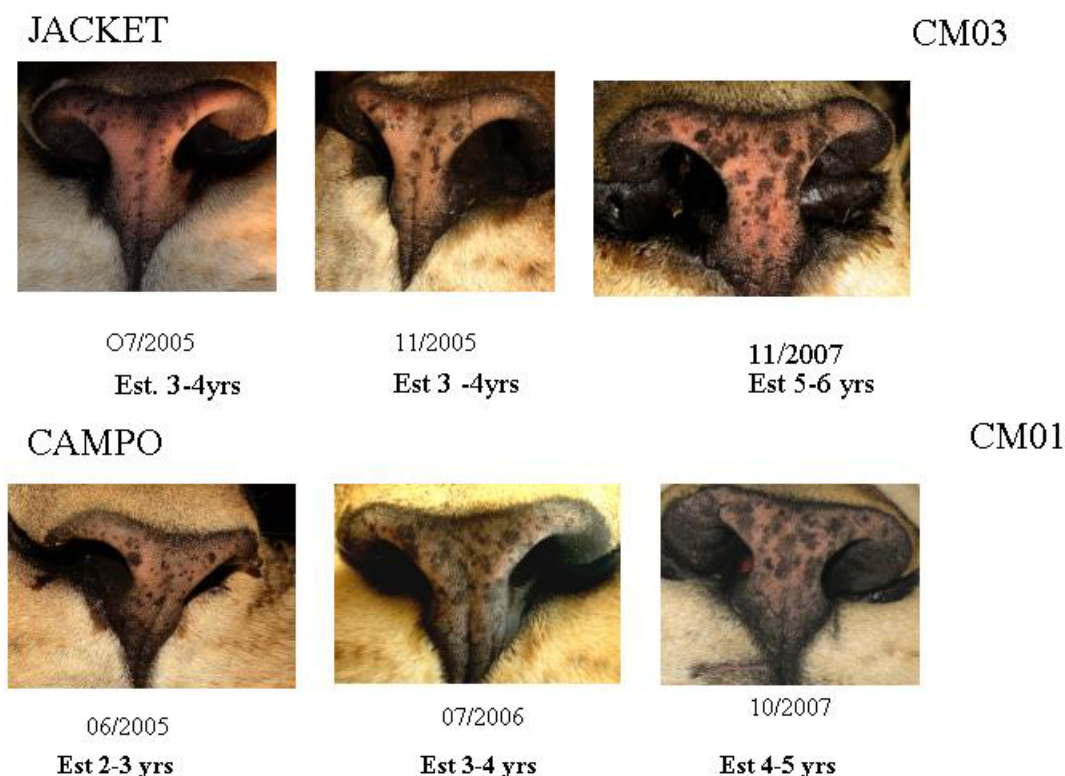 JACKET CM03
O7/2005 11/2005 11/2007
Est. 3-4yrs Est 3 -4yrs Est 5-6 yrs
CAMPO CM01
06/2005 07/2006 10/2007
Est 2-3 yrs Est 3-4 yrs Est 4-5 yrs